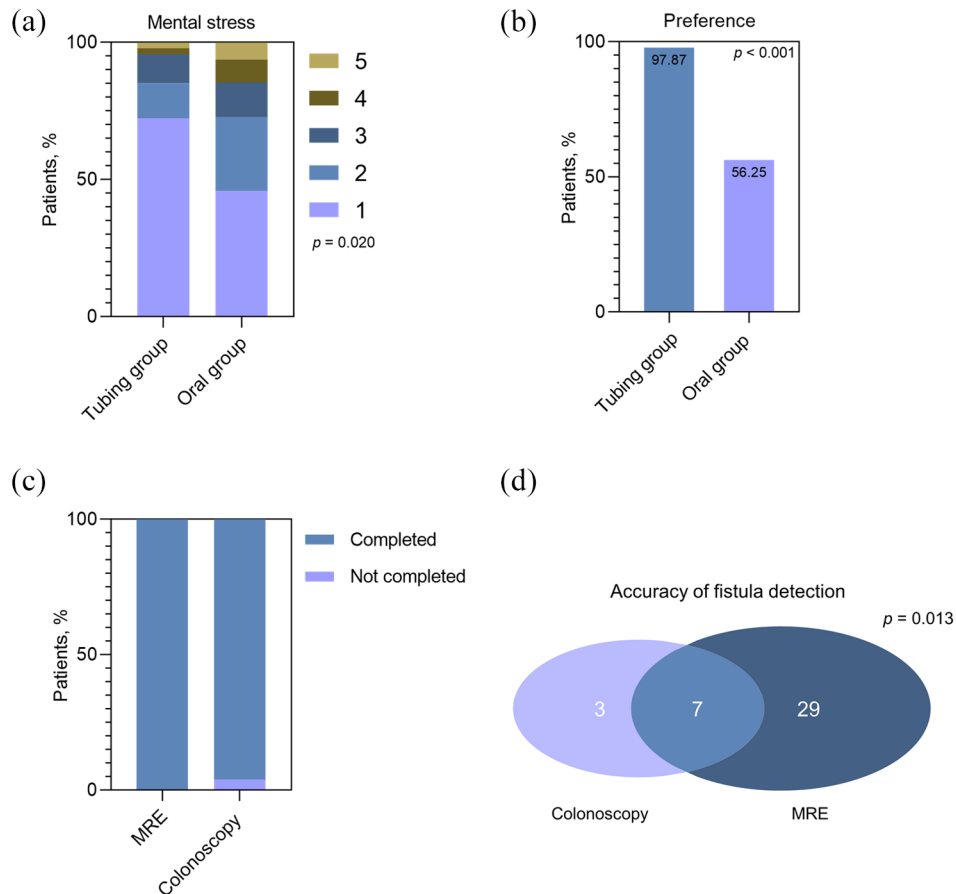 (a)
Mental stress
Patients, %
100
50
0
5
4
3
2
1
p = 0.020
Tubing group
Oral group
(b)
Preference
Patients, %
100
50
0
97.87
p < 0.001
56.25
Tubing group
Oral group
(c)
Patients, %
100
50
0
Completed
Not completed
MRE
Colonoscopy
(d)
Accuracy of fistula detection
p = 0.013
3
7
29
Colonoscopy
MRE